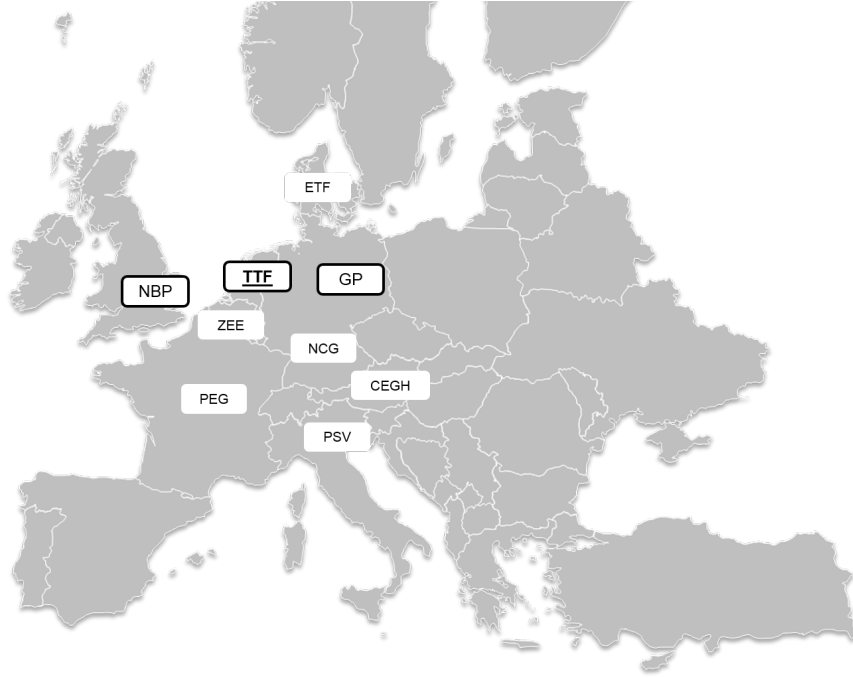 ETF
TTF
GP
NBP
ZEE
NCG
CEGH
PEG
PSV